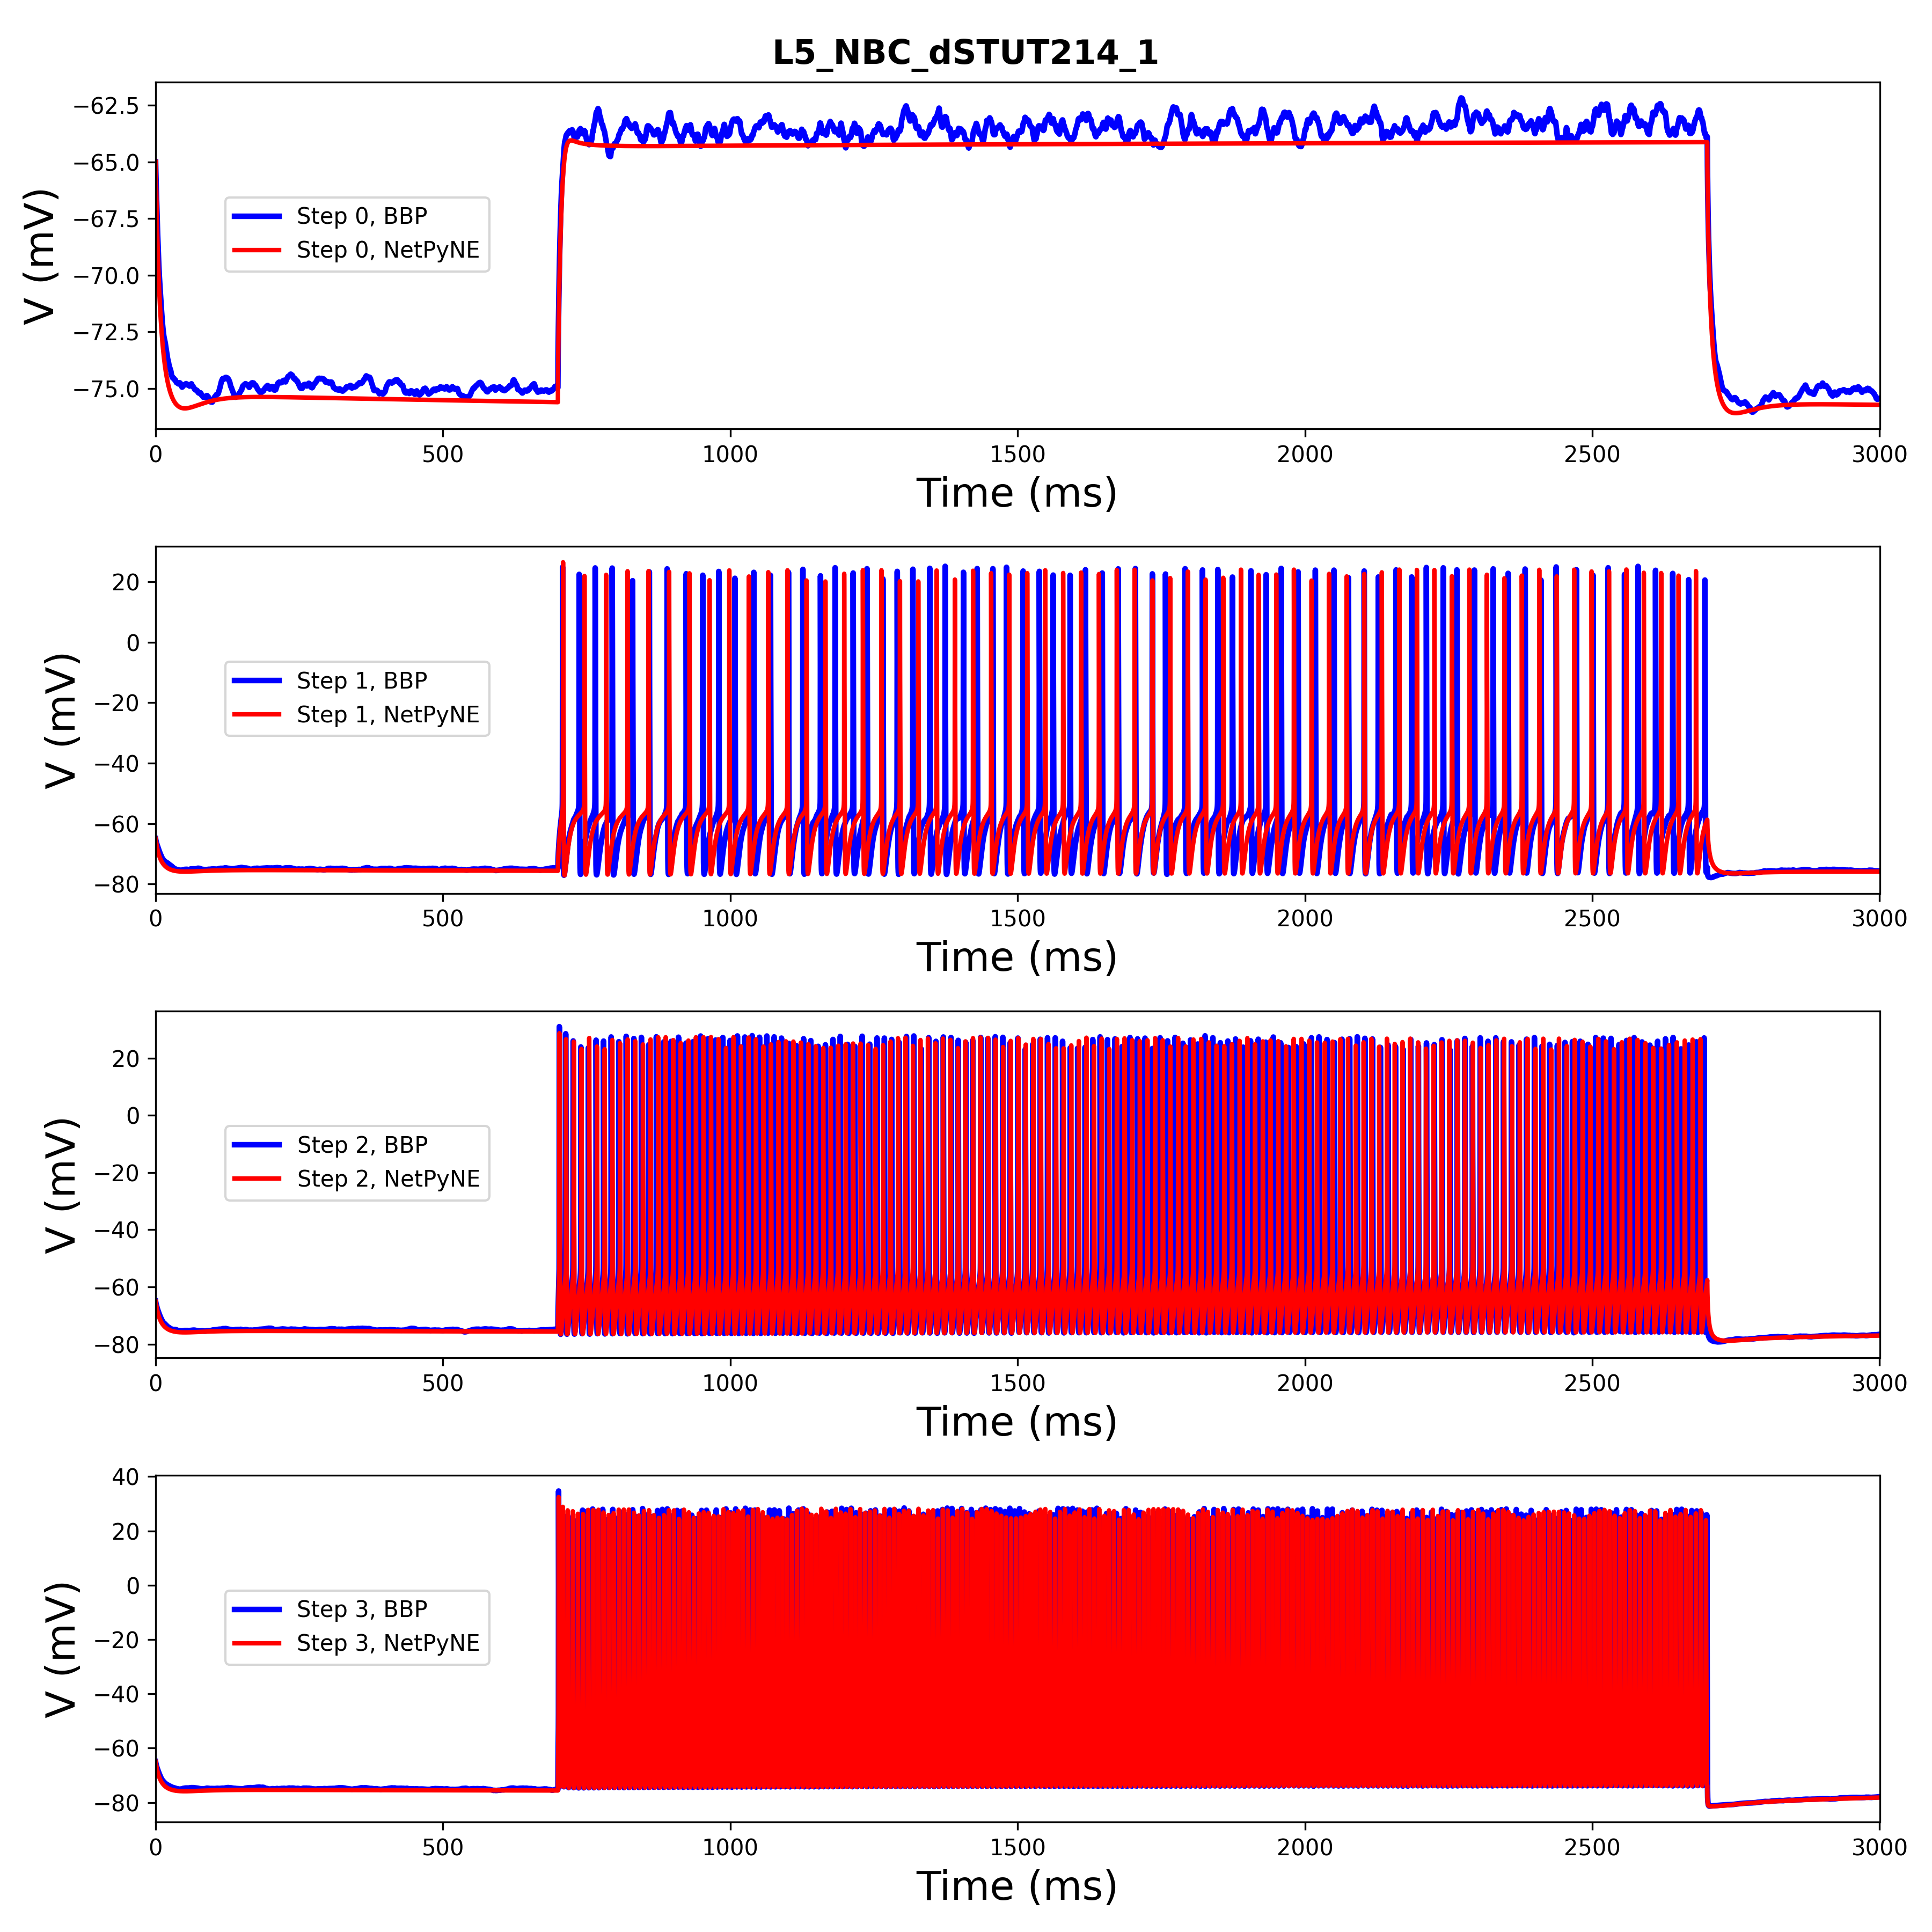 L5_NBC_dSTUT214_1
−62.5
−65.0
−67.5
−70.0
−72.5
−75.0
V (mV)
Step 0, BBP
Step 0, NetPyNE
0 500 1000 1500 2000 2500 3000
Time (ms)
20
0
−20
−40
−60
−80
V (mV)
Step 1, BBP
Step 1, NetPyNE
0 500 1000 1500 2000 2500 3000
Time (ms)
20
0
−20
−40
−60
−80
V (mV)
Step 2, BBP
Step 2, NetPyNE
0 500 1000 1500 2000 2500 3000
Time (ms)
40
20
0
−20
−40
−60
−80
V (mV)
Step 3, BBP
Step 3, NetPyNE
0 500 1000 1500 2000 2500 3000
Time (ms)